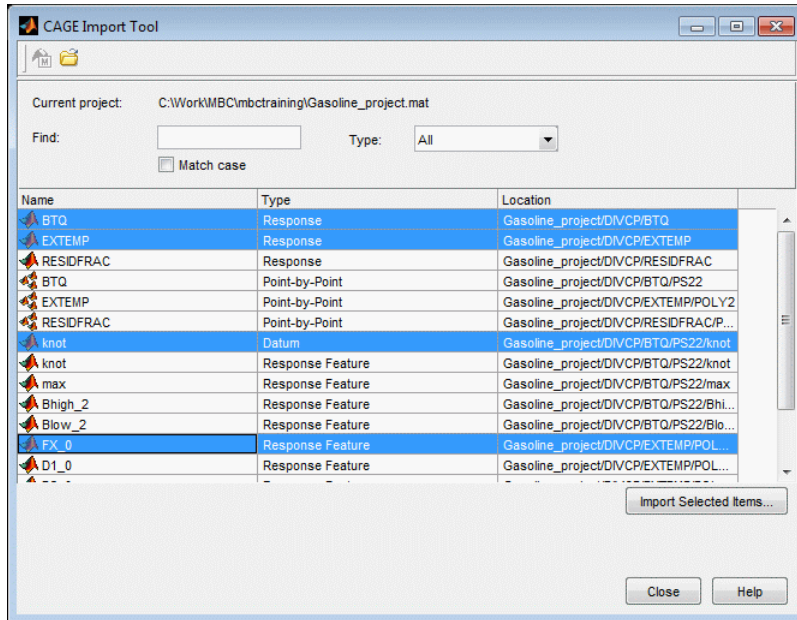 CAGE Import Tool
Current project: C:\Work\MBC\mbctraining\Gasoline_project.mat
Find: Type: All
Match case
Name Type Location
BTQ Response Gasoline_project/DIVCP/BTQ
EXTEMP Response Gasoline_project/DIVCP/EXTEMP
RESIDFRAC Response Gasoline_project/DIVCP/RESIDFRAC
BTQ Point-by-Point Gasoline_project/DIVCP/BTQ/PS22
EXTEMP Point-by-Point Gasoline_project/DIVCP/EXTEMP/POLY2
RESIDFRAC Point-by-Point Gasoline_project/DIVCP/RESIDFRAC/P...
knot Datum Gasoline_project/DIVCP/BTQ/PS22/knot
knot Response Feature Gasoline_project/DIVCP/BTQ/PS22/knot
max Response Feature Gasoline_project/DIVCP/BTQ/PS22/max
Bhigh_2 Response Feature Gasoline_project/DIVCP/BTQ/PS22/Bhi...
Blow_2 Response Feature Gasoline_project/DIVCP/BTQ/PS22/Blo...
FX_0 Response Feature Gasoline_project/DIVCP/EXTEMP/POL...
D1_0 Response Feature Gasoline_project/DIVCP/EXTEMP/POL...
Import Selected Items...
Close Help